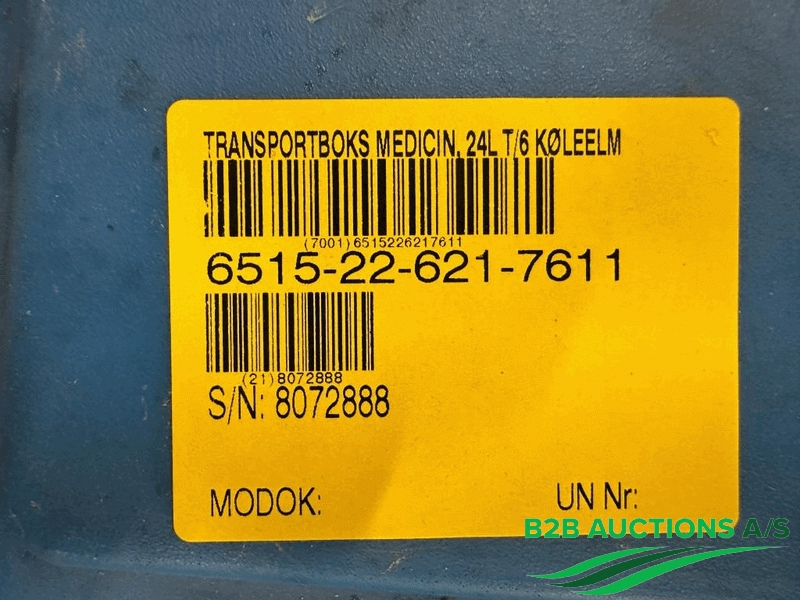 TRANSPORTBOKS MEDICIN. 24L T/6 KØLEELM
(7001)6515226217611
6515-22-621-7611
(21)8072888
S/N: 8072888
MODOK:
UN Nr:
B2B AUCTIONS A/S